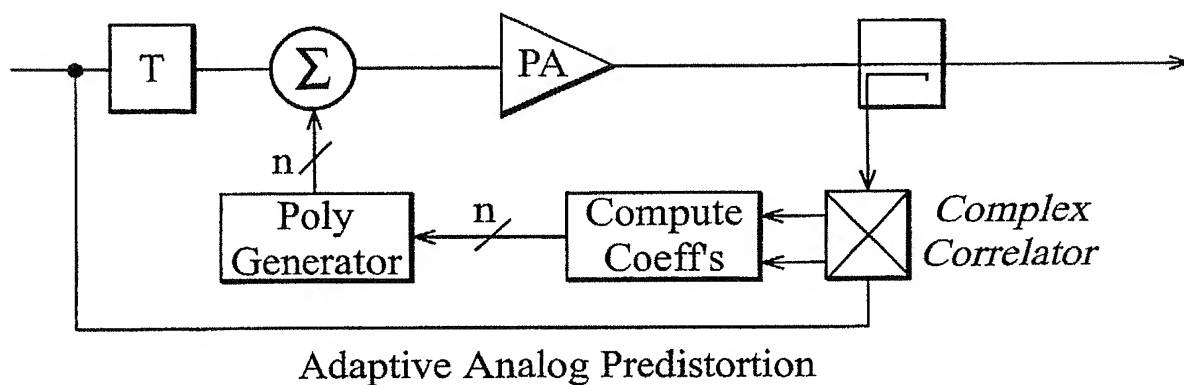 T
Σ
PA
n
n
Poly
Generator
Compute
Coeff's
Complex
Correlator
Adaptive Analog Predistortion